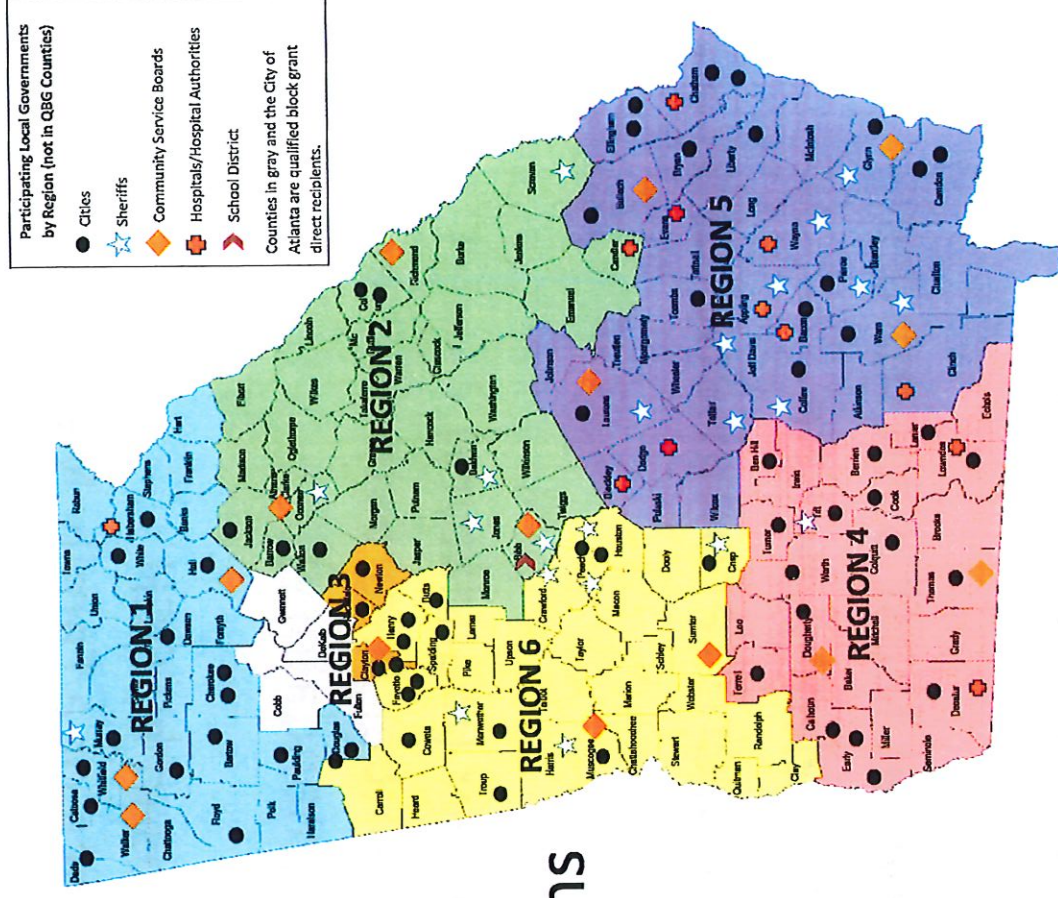 Participating Local Governments
by Region (not in QBG Counties)
Cities
Sheriffs
Community Service Boards
Hospitals/Hospital Authorities
School District
Counties in gray and the City of
Atlanta are qualified block grant
direct recipients.
REGION 1
Dade
Catoosa
Whitfield
Murray
Fannin
Union
Towns
Rabun
Walker
Chattooga
Gordon
Pickens
Dawson
White
Habersham
Stephens
Franklin
Hart
Banks
Hall
Forsyth
Cherokee
Bartow
Floyd
Polk
Paulding
Haralson
Douglas
Cobb
Gwinnett
DeKalb
Fulton
REGION 2
Jackson
Madison
Elbert
Barrow
Clarke
Oconee
Oglethorpe
Wilkes
Lincoln
Walton
Morgan
Warren
Richmond
Burke
Jefferson
Glascock
Hancock
Putnam
Jasper
Jones
Baldwin
Washington
Wilkinson
Twiggs
Bibb
Monroe
Jenkins
Screven
Emanuel
Candler
REGION 3
Newton
Clayton
REGION 6
Henry
Butts
Spalding
Fayette
Coweta
Carrol
Heard
Troup
Meriwether
Pike
Lamar
Upson
Harris
Muscogee
Talbot
Taylor
Crawford
Peach
Houston
Macon
Marion
Chattahoochee
Schley
Dooly
Crisp
Sumter
Webster
Stewart
Quitman
Randolph
Clay
REGION 4
Terrell
Lee
Turner
Ben Hill
Irwin
Tift
Worth
Dougherty
Calhoun
Early
Baker
Miller
Mitchell
Colquitt
Cook
Berrien
Lanier
Lowndes
Echols
Brooks
Thomas
Grady
Decatur
Seminole
REGION 5
Johnson
Laurens
Treutlen
Bleckley
Dodge
Pulaski
Wilcox
Telfair
Wheeler
Montgomery
Toombs
Tattnall
Evans
Bulloch
Bryan
Chatham
Liberty
Long
McIntosh
Wayne
Appling
Jeff Davis
Coffee
Bacon
Pierce
Brantley
Glynn
Camden
Charlton
Ware
Atkinson
Clinch
ns